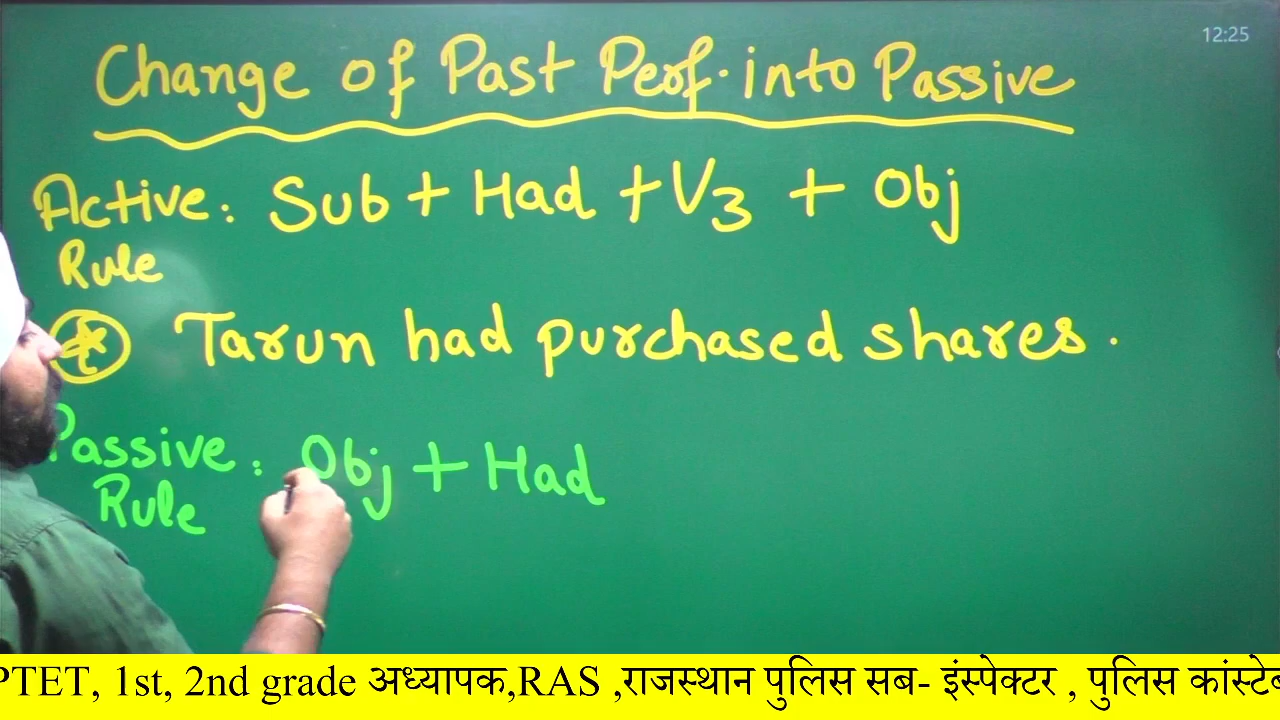 12:25
Change of Past Perf. into Passive
Active: Sub + Had + V3 + Obj
Rule
Tarun had purchased shares.
Passive: Obj + Had
Rule
PTET, 1st, 2nd grade अध्यापक,RAS ,राजस्थान पुलिस सब- इंस्पेक्टर , पुलिस